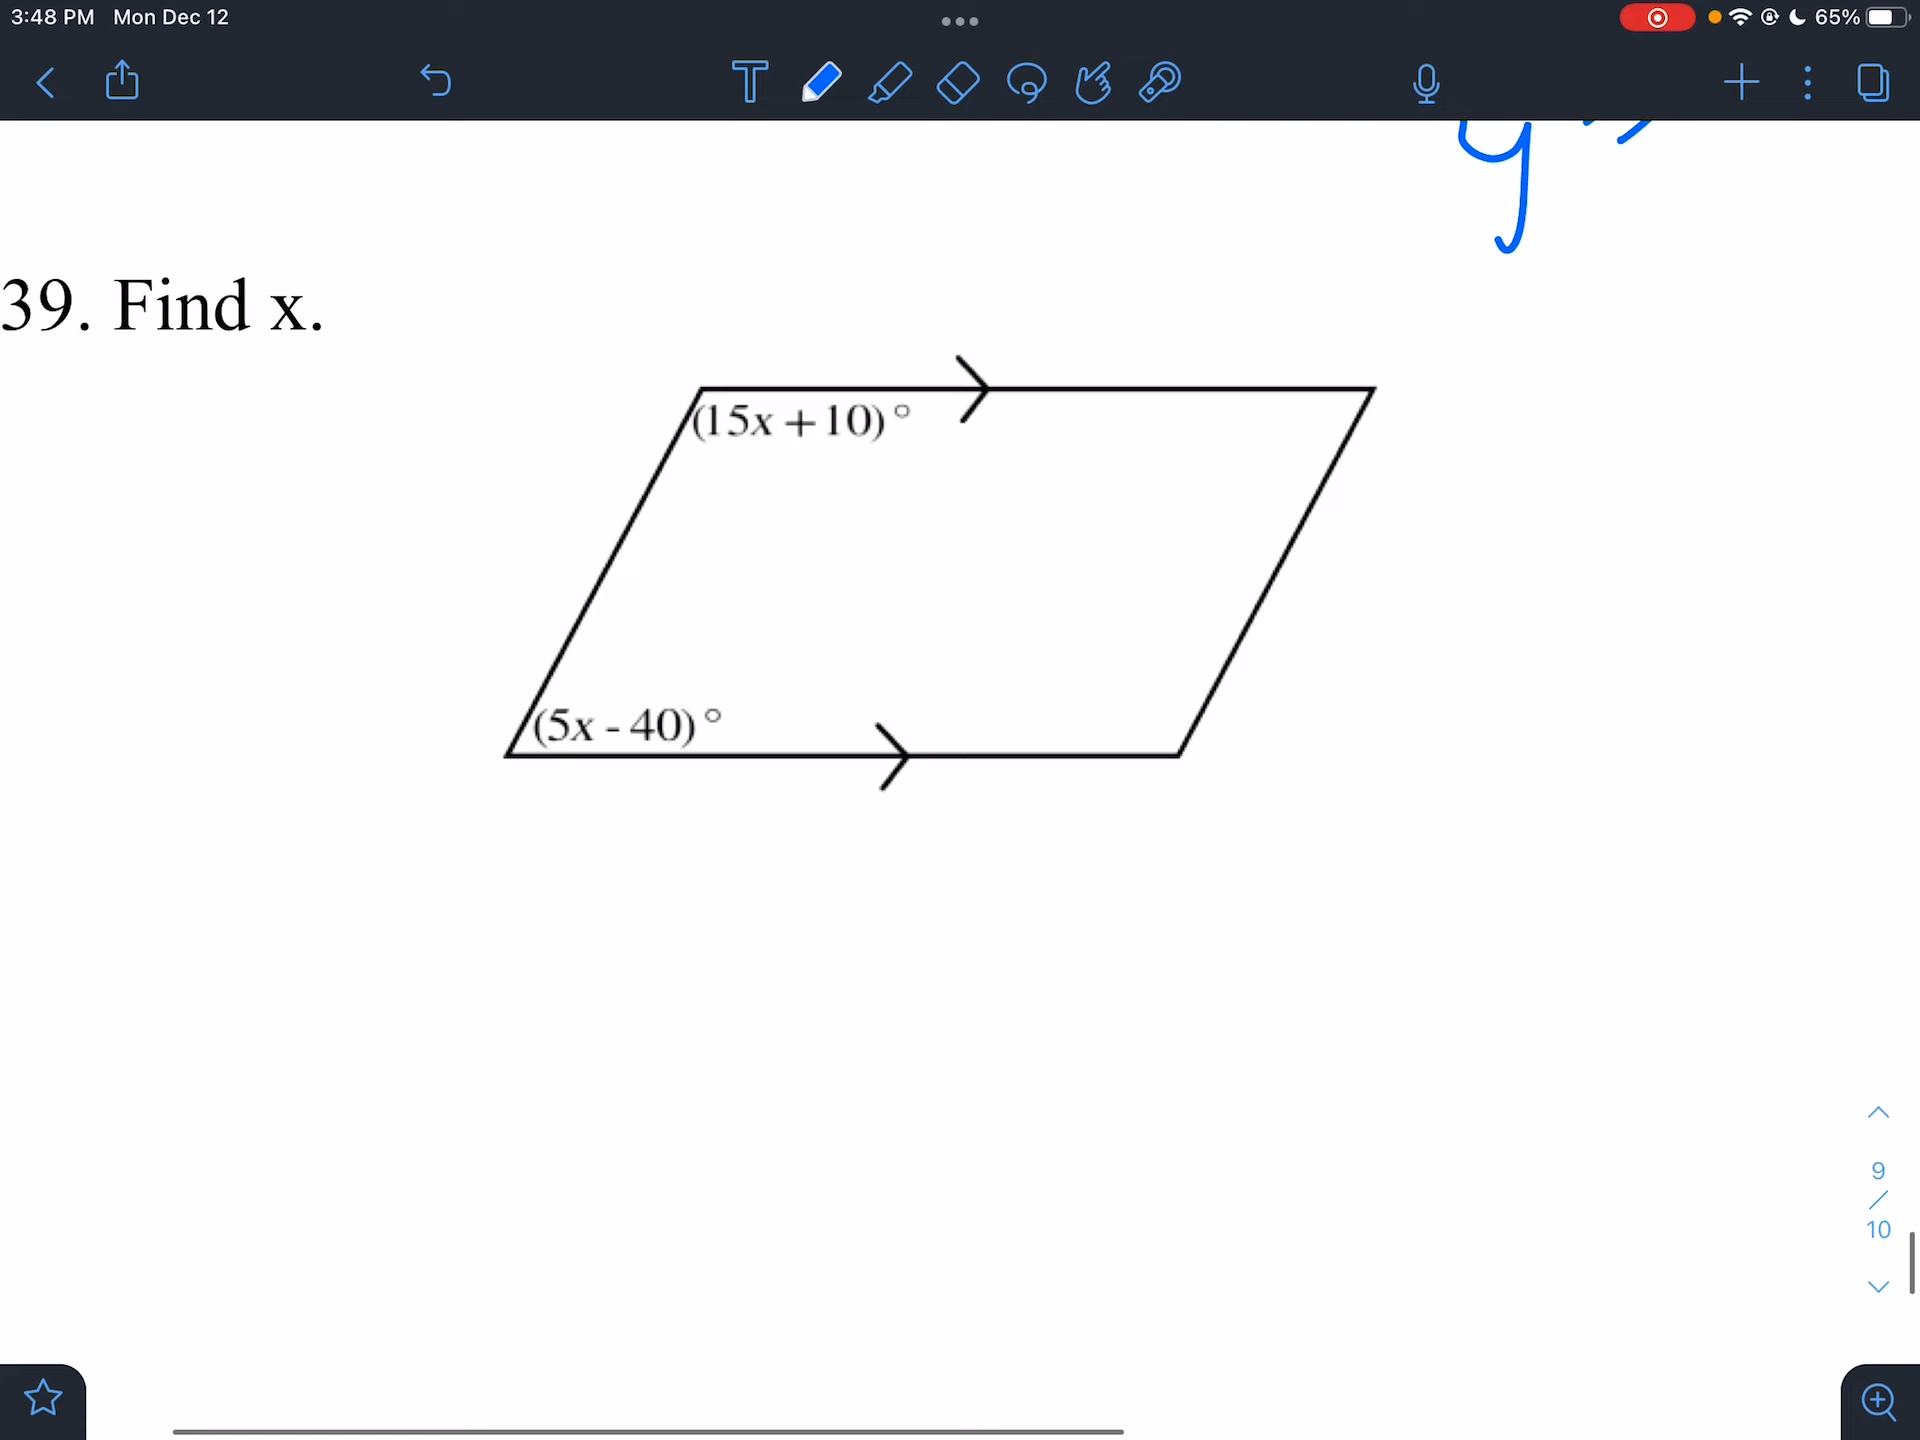 3:48 PM Mon Dec 12
65%
y
39. Find x.
(15x + 10)°
(5x - 40)°
9
/
10